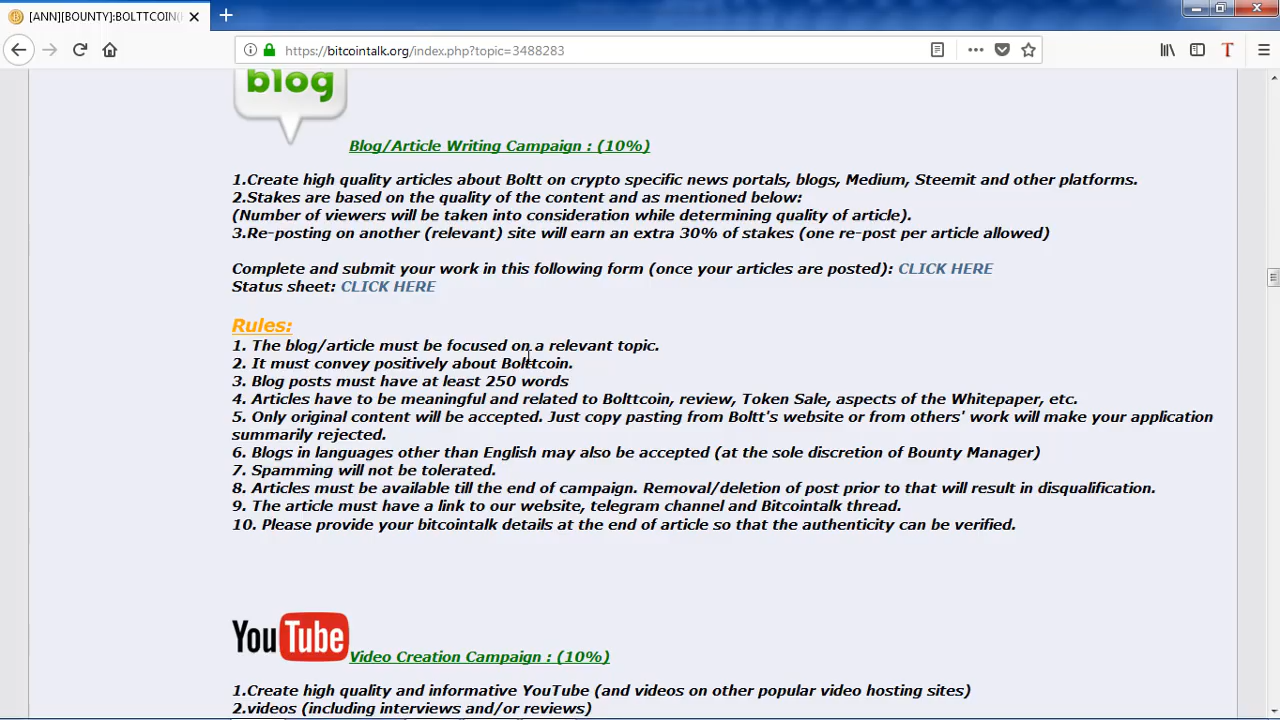 [ANN][BOUNTY]:BOLTTCOIN(
https://bitcointalk.org/index.php?topic=3488283
blog
Blog/Article Writing Campaign : (10%)
1.Create high quality articles about Boltt on crypto specific news portals, blogs, Medium, Steemit and other platforms.
2.Stakes are based on the quality of the content and as mentioned below:
(Number of viewers will be taken into consideration while determining quality of article).
3.Re-posting on another (relevant) site will earn an extra 30% of stakes (one re-post per article allowed)
Complete and submit your work in this following form (once your articles are posted): CLICK HERE
Status sheet: CLICK HERE
Rules:
1. The blog/article must be focused on a relevant topic.
2. It must convey positively about Bolttcoin.
3. Blog posts must have at least 250 words
4. Articles have to be meaningful and related to Bolttcoin, review, Token Sale, aspects of the Whitepaper, etc.
5. Only original content will be accepted. Just copy pasting from Boltt's website or from others' work will make your application
summarily rejected.
6. Blogs in languages other than English may also be accepted (at the sole discretion of Bounty Manager)
7. Spamming will not be tolerated.
8. Articles must be available till the end of campaign. Removal/deletion of post prior to that will result in disqualification.
9. The article must have a link to our website, telegram channel and Bitcointalk thread.
10. Please provide your bitcointalk details at the end of article so that the authenticity can be verified.
YouTube
Video Creation Campaign : (10%)
1.Create high quality and informative YouTube (and videos on other popular video hosting sites)
2.videos (including interviews and/or reviews)